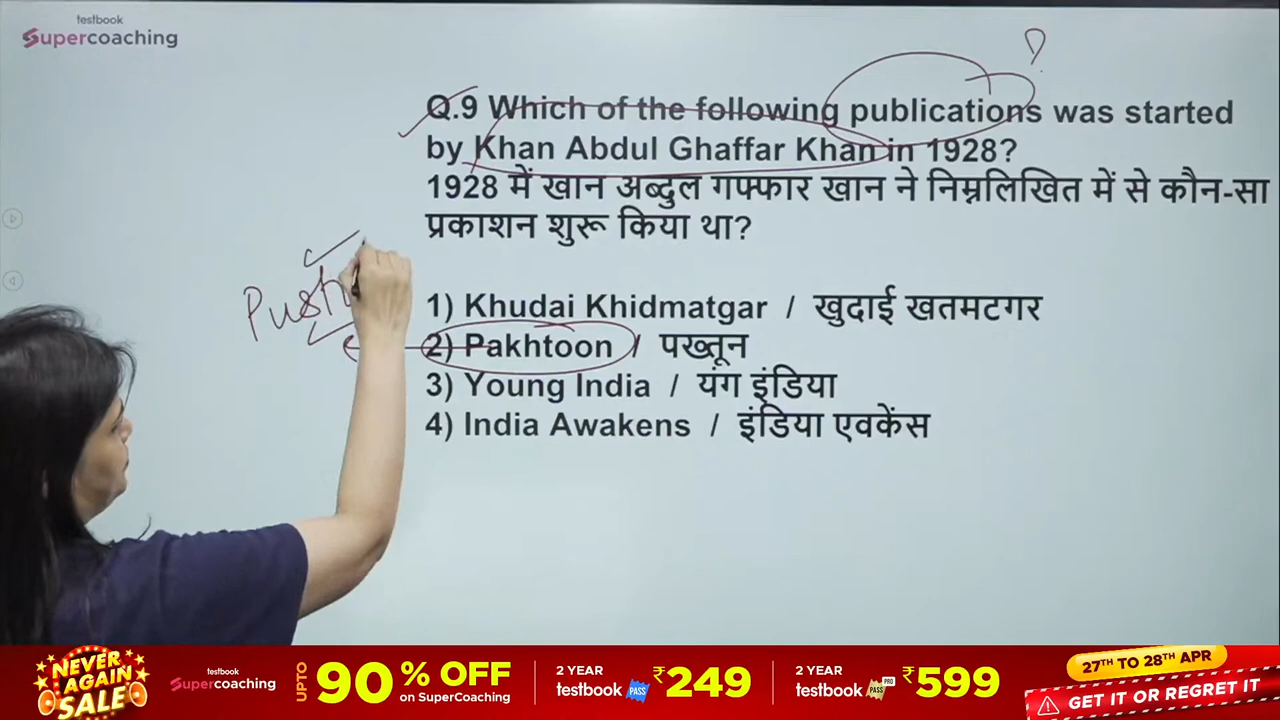 testbook
Supercoaching
Q.9 Which of the following publications was started
by Khan Abdul Ghaffar Khan in 1928?
1928 में खान अब्दुल गफ्फार खान ने निम्नलिखित में से कौन-सा
प्रकाशन शुरू किया था?
1) Khudai Khidmatgar / खुदाई खतमटगर
2) Pakhtoon / पख्तून
3) Young India / यंग इंडिया
4) India Awakens / इंडिया एवकेंस
Push
NEVER
AGAIN
SALE
testbook
Supercoaching
UPTO
90% OFF
on SuperCoaching
2 YEAR
testbook PASS
₹249
2 YEAR
testbook PASS PRO
₹599
27TH TO 28TH APR
GET IT OR REGRET IT